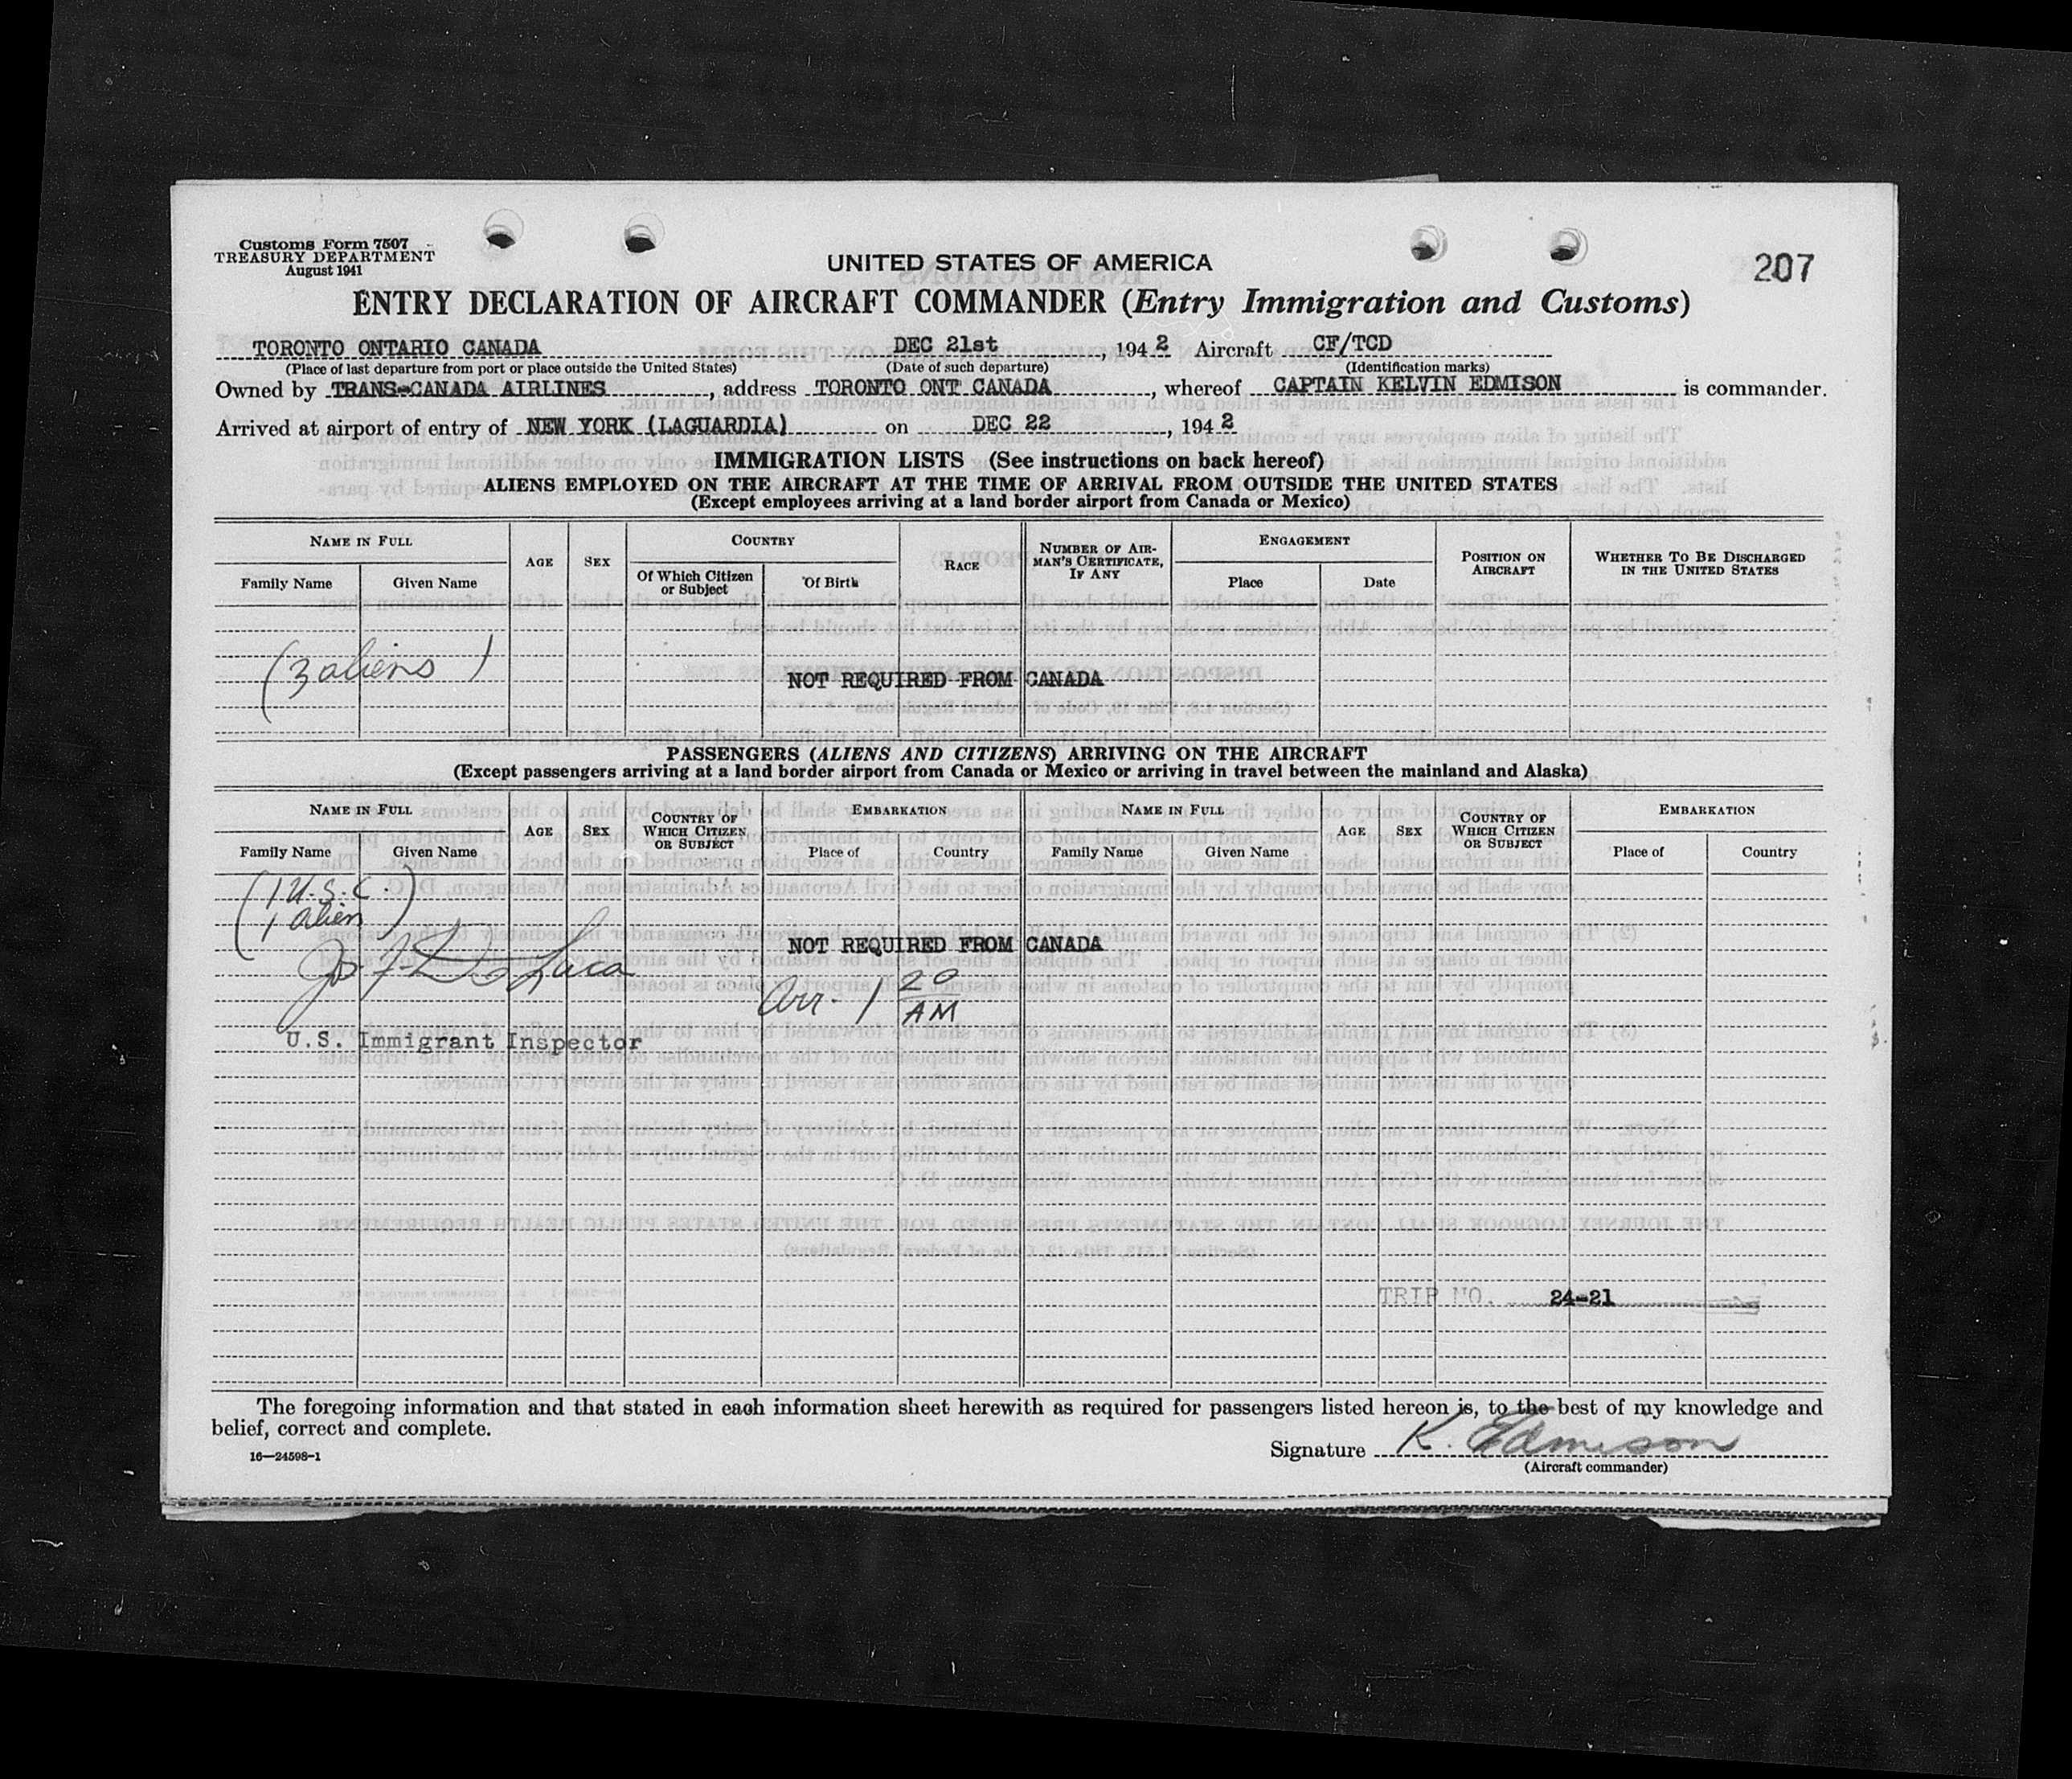 Customs Form 7507
TREASURY DEPARTMENT
August 1941
UNITED STATES OF AMERICA
207
ENTRY DECLARATION OF AIRCRAFT COMMANDER (Entry Immigration and Customs)
TORONTO ONTARIO CANADA DEC 21st, 1942 Aircraft CF/TCD
(Place of last departure from port or place outside the United States) (Date of such departure) (Identification marks)
Owned by TRANS-CANADA AIRLINES, address TORONTO ONT CANADA, whereof CAPTAIN KELVIN EDMISON is commander.
Arrived at airport of entry of NEW YORK (LAGUARDIA) on DEC 22, 1942
IMMIGRATION LISTS (See instructions on back hereof)
ALIENS EMPLOYED ON THE AIRCRAFT AT THE TIME OF ARRIVAL FROM OUTSIDE THE UNITED STATES
(Except employees arriving at a land border airport from Canada or Mexico)
NAME IN FULL
Family Name Given Name
AGE
SEX
COUNTRY
Of Which Citizen or Subject Of Birth
RACE
NUMBER OF AIRMAN'S CERTIFICATE, IF ANY
ENGAGEMENT
Place Date
POSITION ON AIRCRAFT
WHETHER TO BE DISCHARGED IN THE UNITED STATES
(3 aliens)
NOT REQUIRED FROM CANADA
PASSENGERS (ALIENS AND CITIZENS) ARRIVING ON THE AIRCRAFT
(Except passengers arriving at a land border airport from Canada or Mexico or arriving in travel between the mainland and Alaska)
NAME IN FULL
Family Name Given Name
AGE
SEX
COUNTRY OF WHICH CITIZEN OR SUBJECT
EMBARKATION
Place of Country
NAME IN FULL
Family Name Given Name
AGE
SEX
COUNTRY OF WHICH CITIZEN OR SUBJECT
EMBARKATION
Place of Country
(1 U.S.C.
1 alien)
NOT REQUIRED FROM CANADA
Jos. F. De Luca
arr. 1 20 AM
U.S. Immigrant Inspector
TRIP NO. 24-21
The foregoing information and that stated in each information sheet herewith as required for passengers listed hereon is, to the best of my knowledge and
belief, correct and complete.
Signature K. Edmison
(Aircraft commander)
16—24598-1